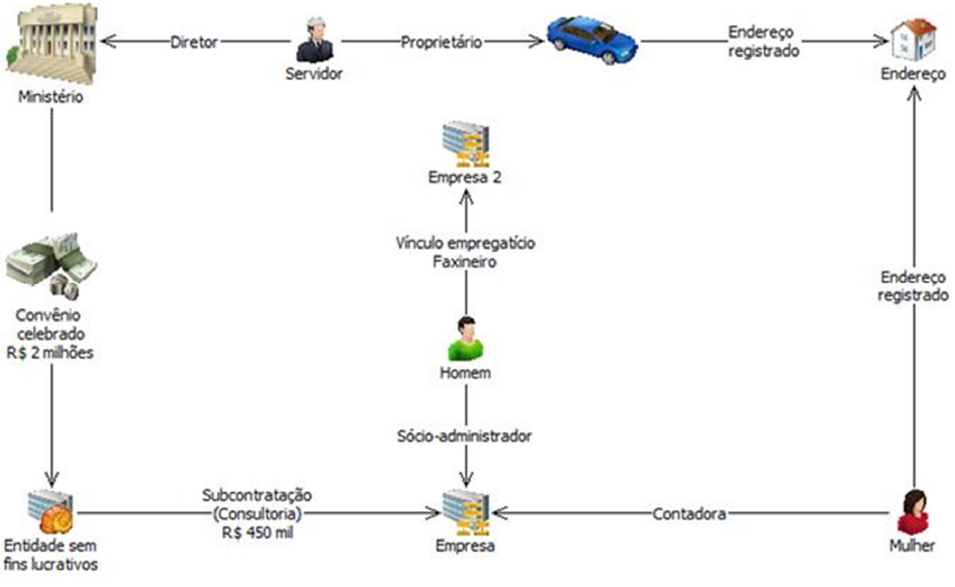 Diretor
Proprietário
Endereço
registrado
Servidor
Endereço
Ministério
Empresa 2
Vínculo empregatício
Faxineiro
Endereço
registrado
Convênio
celebrado
R$ 2 milhões
Homem
Sócio-administrador
Subcontratação
(Consultoria)
R$ 450 mil
Contadora
Entidade sem
fins lucrativos
Empresa
Mulher